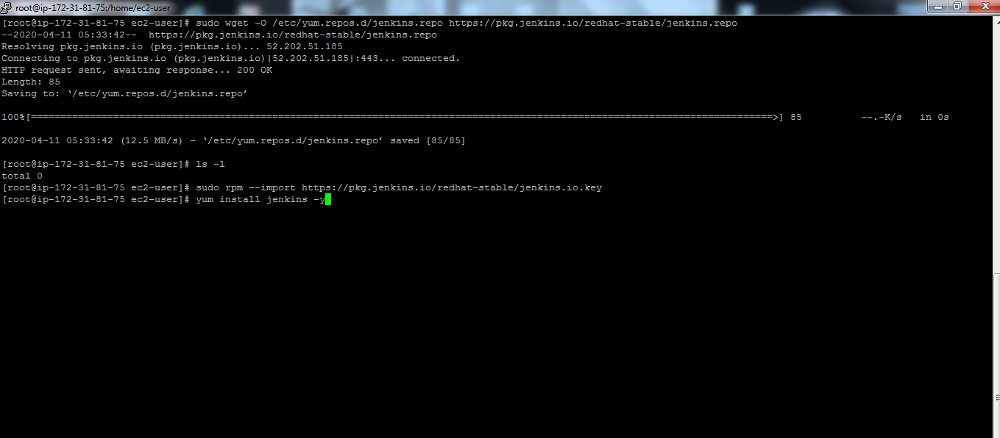 root@ip-172-31-81-75:/home/ec2-user
[root@ip-172-31-81-75 ec2-user]# sudo wget -O /etc/yum.repos.d/jenkins.repo https://pkg.jenkins.io/redhat-stable/jenkins.repo
--2020-04-11 05:33:42--  https://pkg.jenkins.io/redhat-stable/jenkins.repo
Resolving pkg.jenkins.io (pkg.jenkins.io)... 52.202.51.185
Connecting to pkg.jenkins.io (pkg.jenkins.io)|52.202.51.185|:443... connected.
HTTP request sent, awaiting response... 200 OK
Length: 85
Saving to: ‘/etc/yum.repos.d/jenkins.repo’
100%[==============================================================================================================================>] 85          --.-K/s   in 0s
2020-04-11 05:33:42 (12.5 MB/s) - ‘/etc/yum.repos.d/jenkins.repo’ saved [85/85]
[root@ip-172-31-81-75 ec2-user]# ls -l
total 0
[root@ip-172-31-81-75 ec2-user]# sudo rpm --import https://pkg.jenkins.io/redhat-stable/jenkins.io.key
[root@ip-172-31-81-75 ec2-user]# yum install jenkins -y